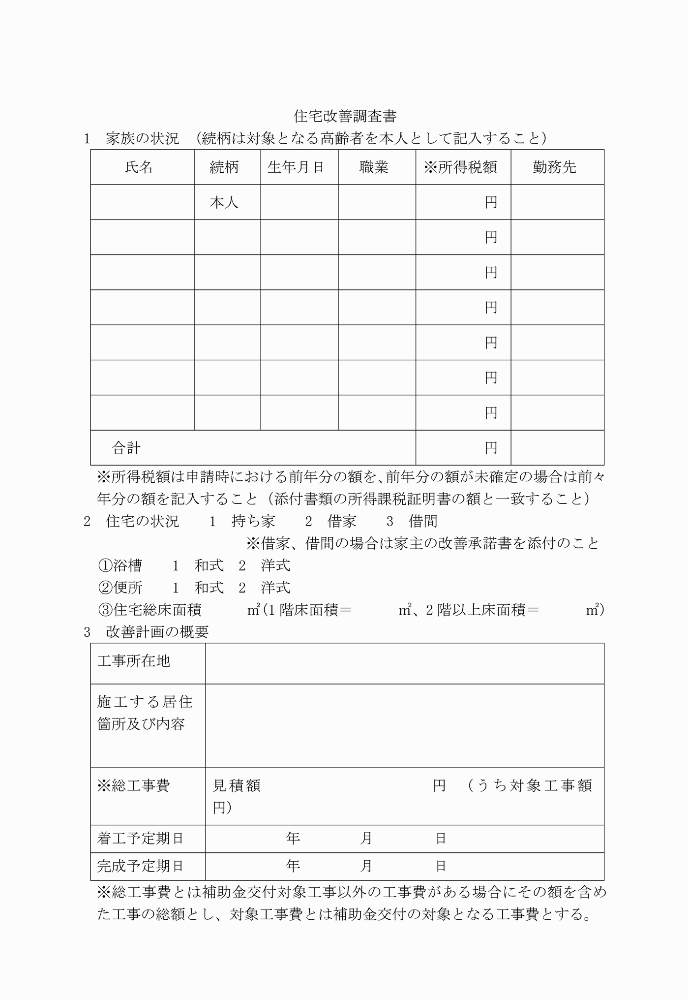 住宅改善調査書
1　家族の状況　（続柄は対象となる高齢者を本人として記入すること）
氏名　続柄　生年月日　職業　※所得税額　勤務先
本人　円
円
円
円
円
円
円
合計　円
※所得税額は申請時における前年分の額を、前年分の額が未確定の場合は前々
年分の額を記入すること（添付書類の所得課税証明書の額と一致すること）
2　住宅の状況　　1　持ち家　　2　借家　　3　借間
※借家、借間の場合は家主の改善承諾書を添付のこと
①浴槽　　1　和式　2　洋式
②便所　　1　和式　2　洋式
③住宅総床面積　　　㎡（1 階床面積＝　　　㎡、2 階以上床面積＝　　　㎡）
3　改善計画の概要
工事所在地
施工する居住
箇所及び内容
※総工事費　見積額　　　円　（うち対象工事額
円）
着工予定期日　年　月　日
完成予定期日　年　月　日
※総工事費とは補助金交付対象工事以外の工事費がある場合にその額を含め
た工事の総額とし、対象工事費とは補助金交付の対象となる工事費とする。